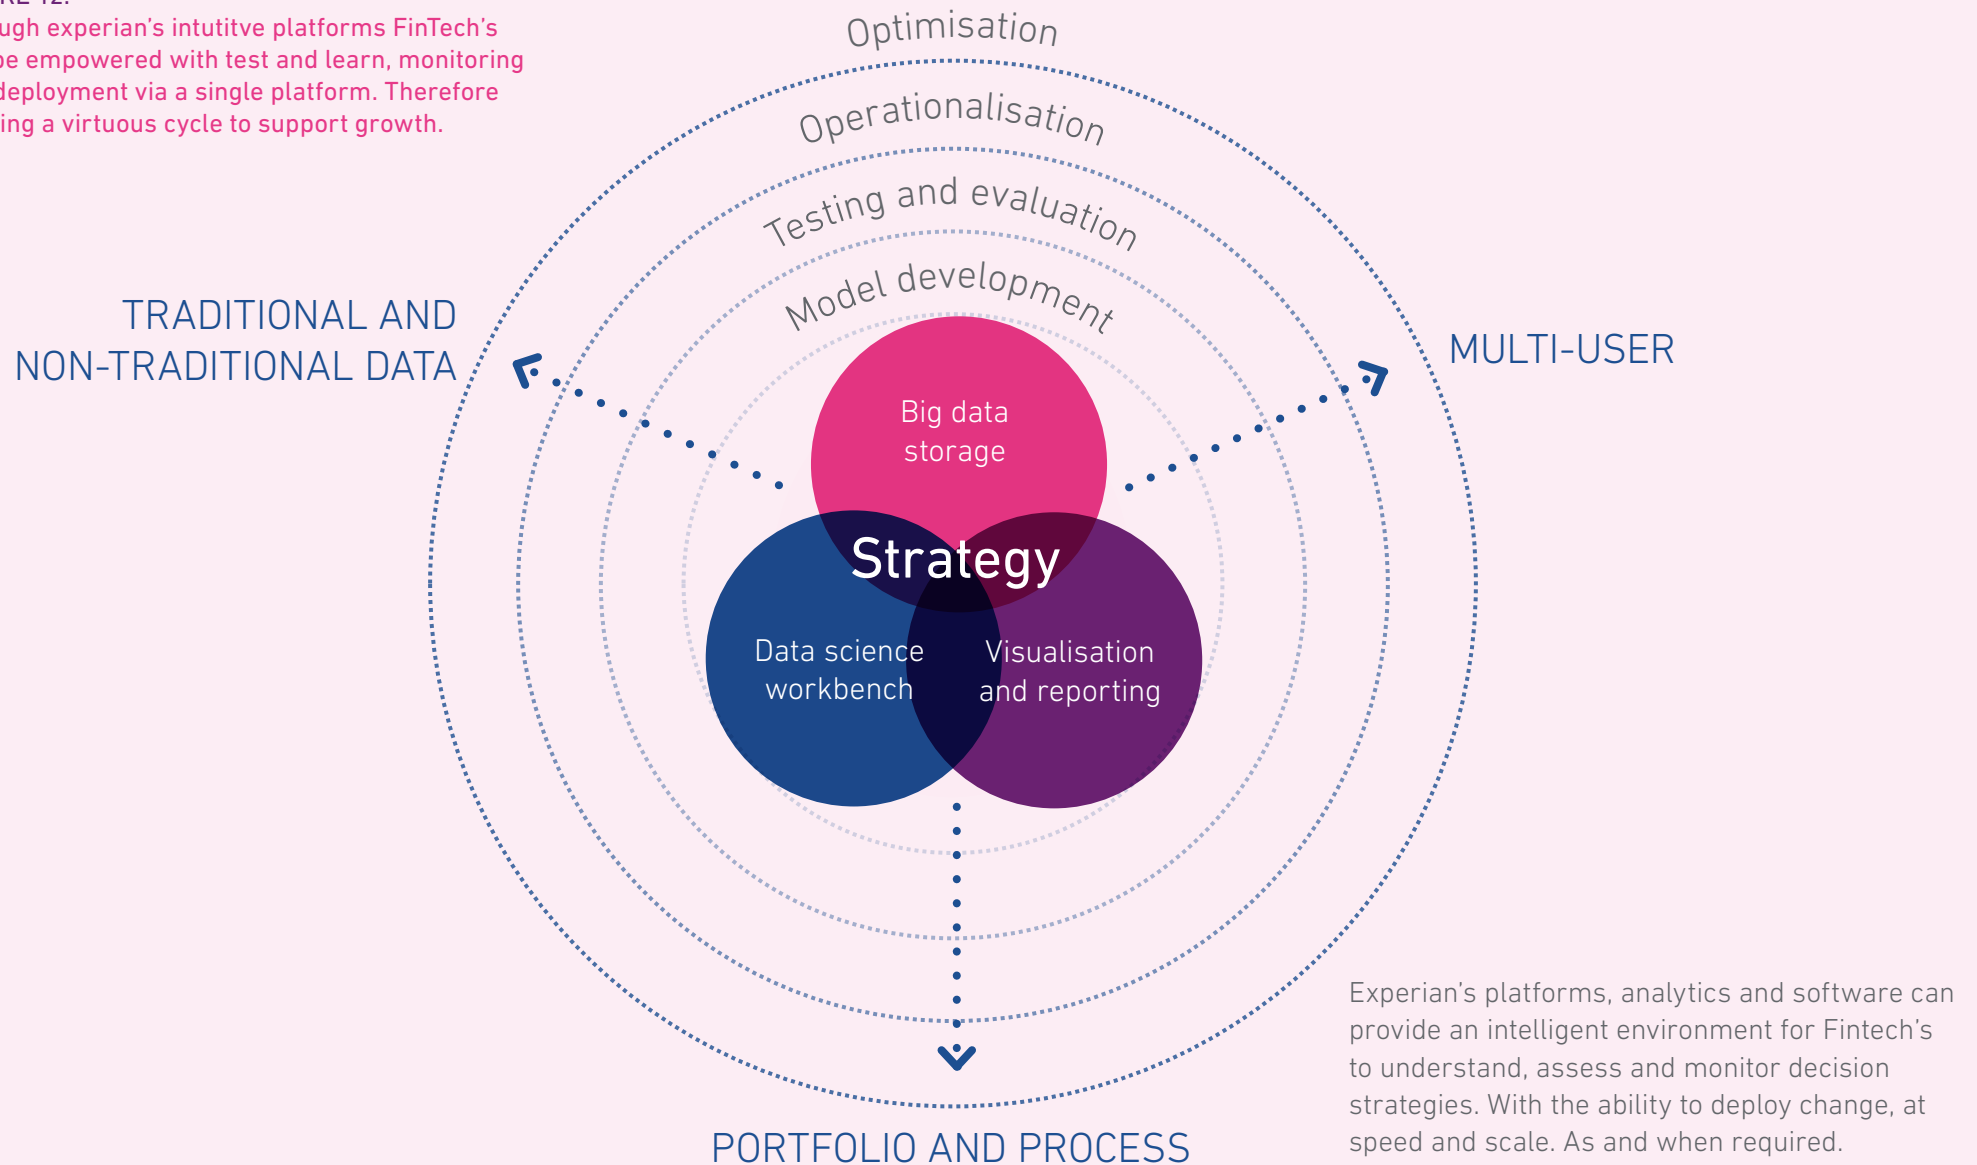 RE 12:
ugh experian's intutitve platforms FinTech's
be empowered with test and learn, monitoring
deployment via a single platform. Therefore
ing a virtuous cycle to support growth.
Optimisation
Operationalisation
Testing and evaluation
Model development
TRADITIONAL AND
NON-TRADITIONAL DATA
MULTI-USER
Big data
storage
Strategy
Data science
workbench
Visualisation
and reporting
PORTFOLIO AND PROCESS
Experian's platforms, analytics and software can
provide an intelligent environment for Fintech's
to understand, assess and monitor decision
strategies. With the ability to deploy change, at
speed and scale. As and when required.